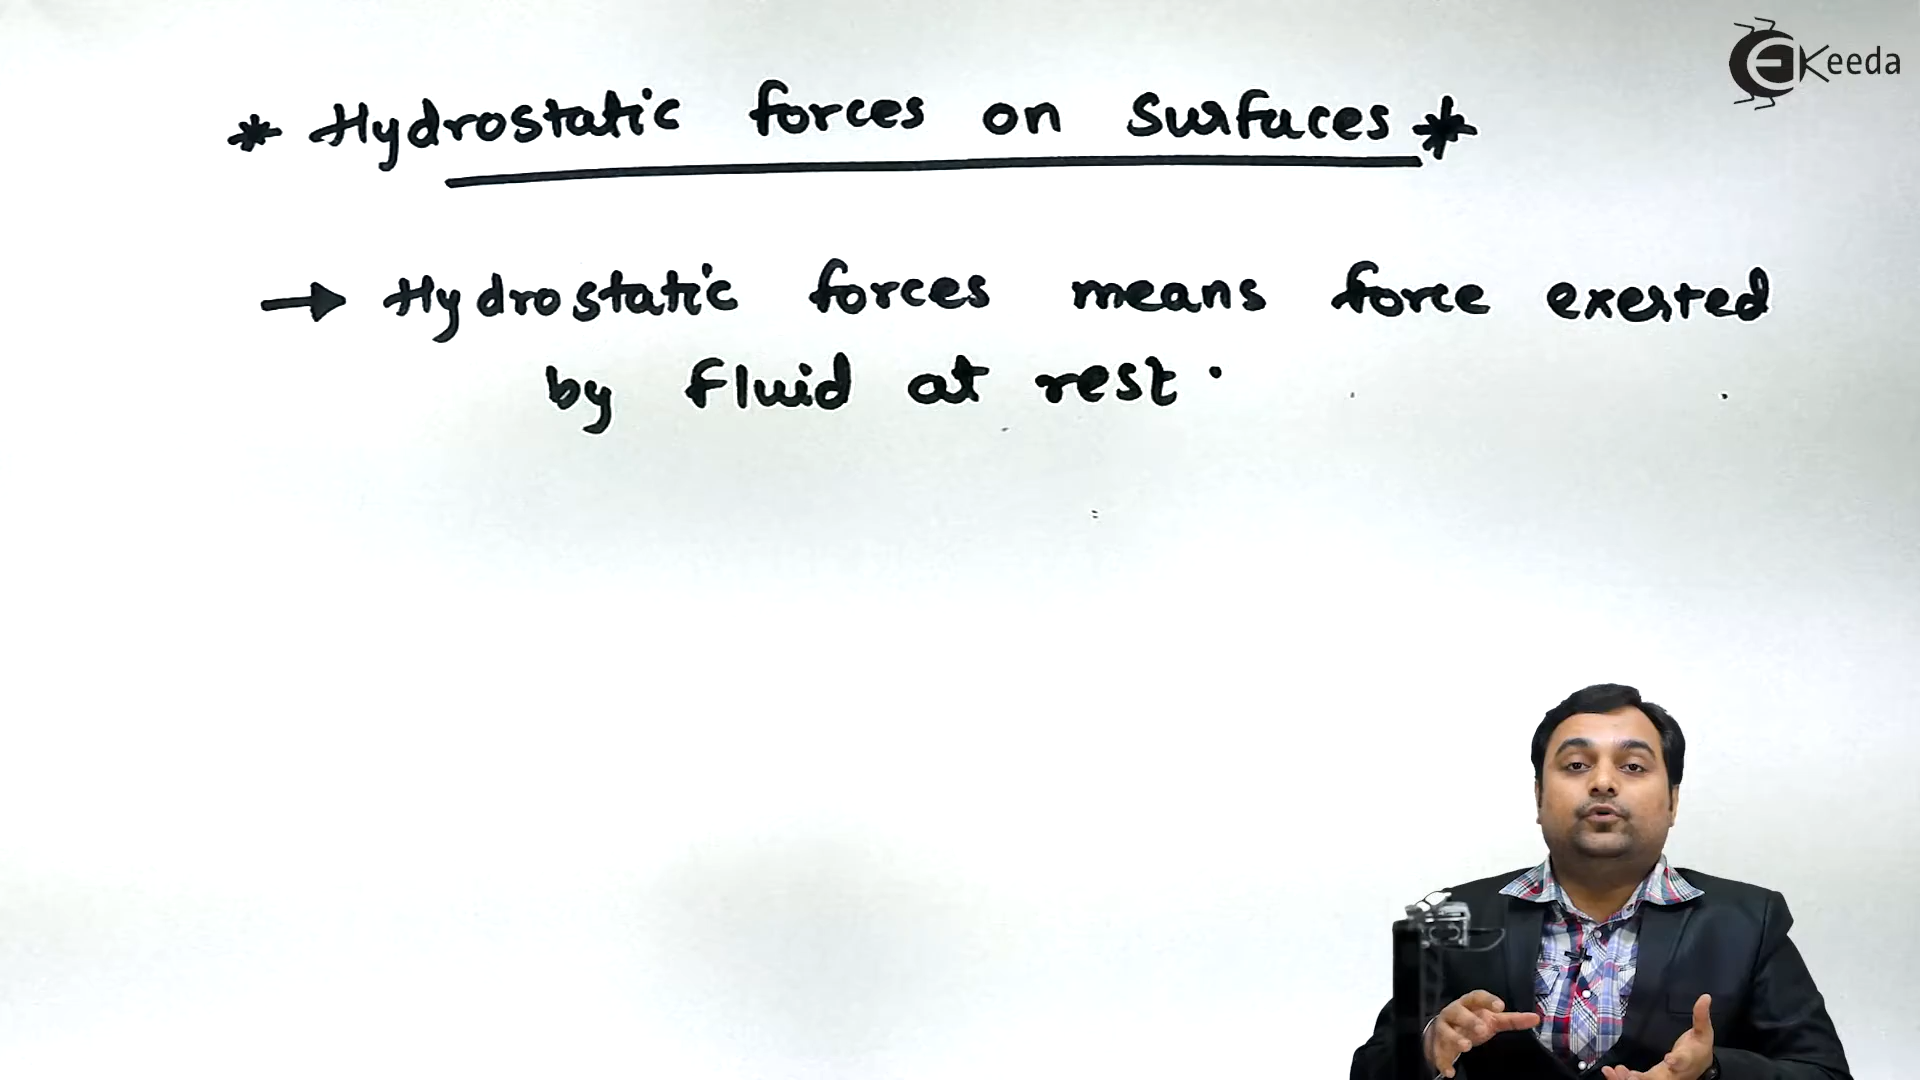 EKeeda
* Hydrostatic forces on Surfaces *
→ Hydrostatic forces means force exerted
by fluid at rest.